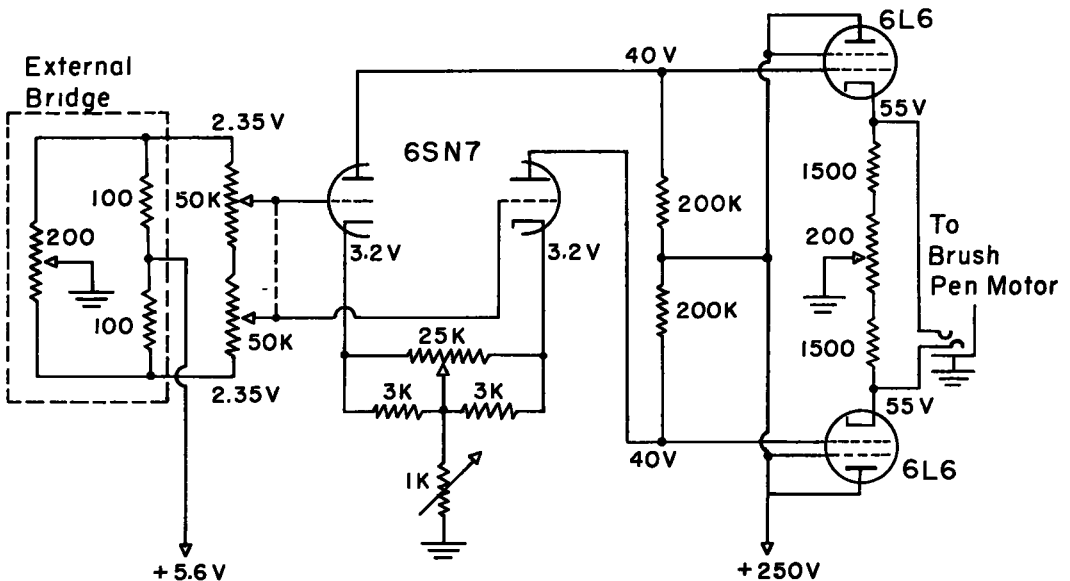 6L6
External
Bridge
40V
2.35V
55V
6SN7
100
50K
1500
200K
200
3.2V
3.2V
200
To
Brush
Pen Motor
100
50K
25K
200K
1500
2.35V
3K
3K
55V
40V
6L6
1K
+5.6V
+250V